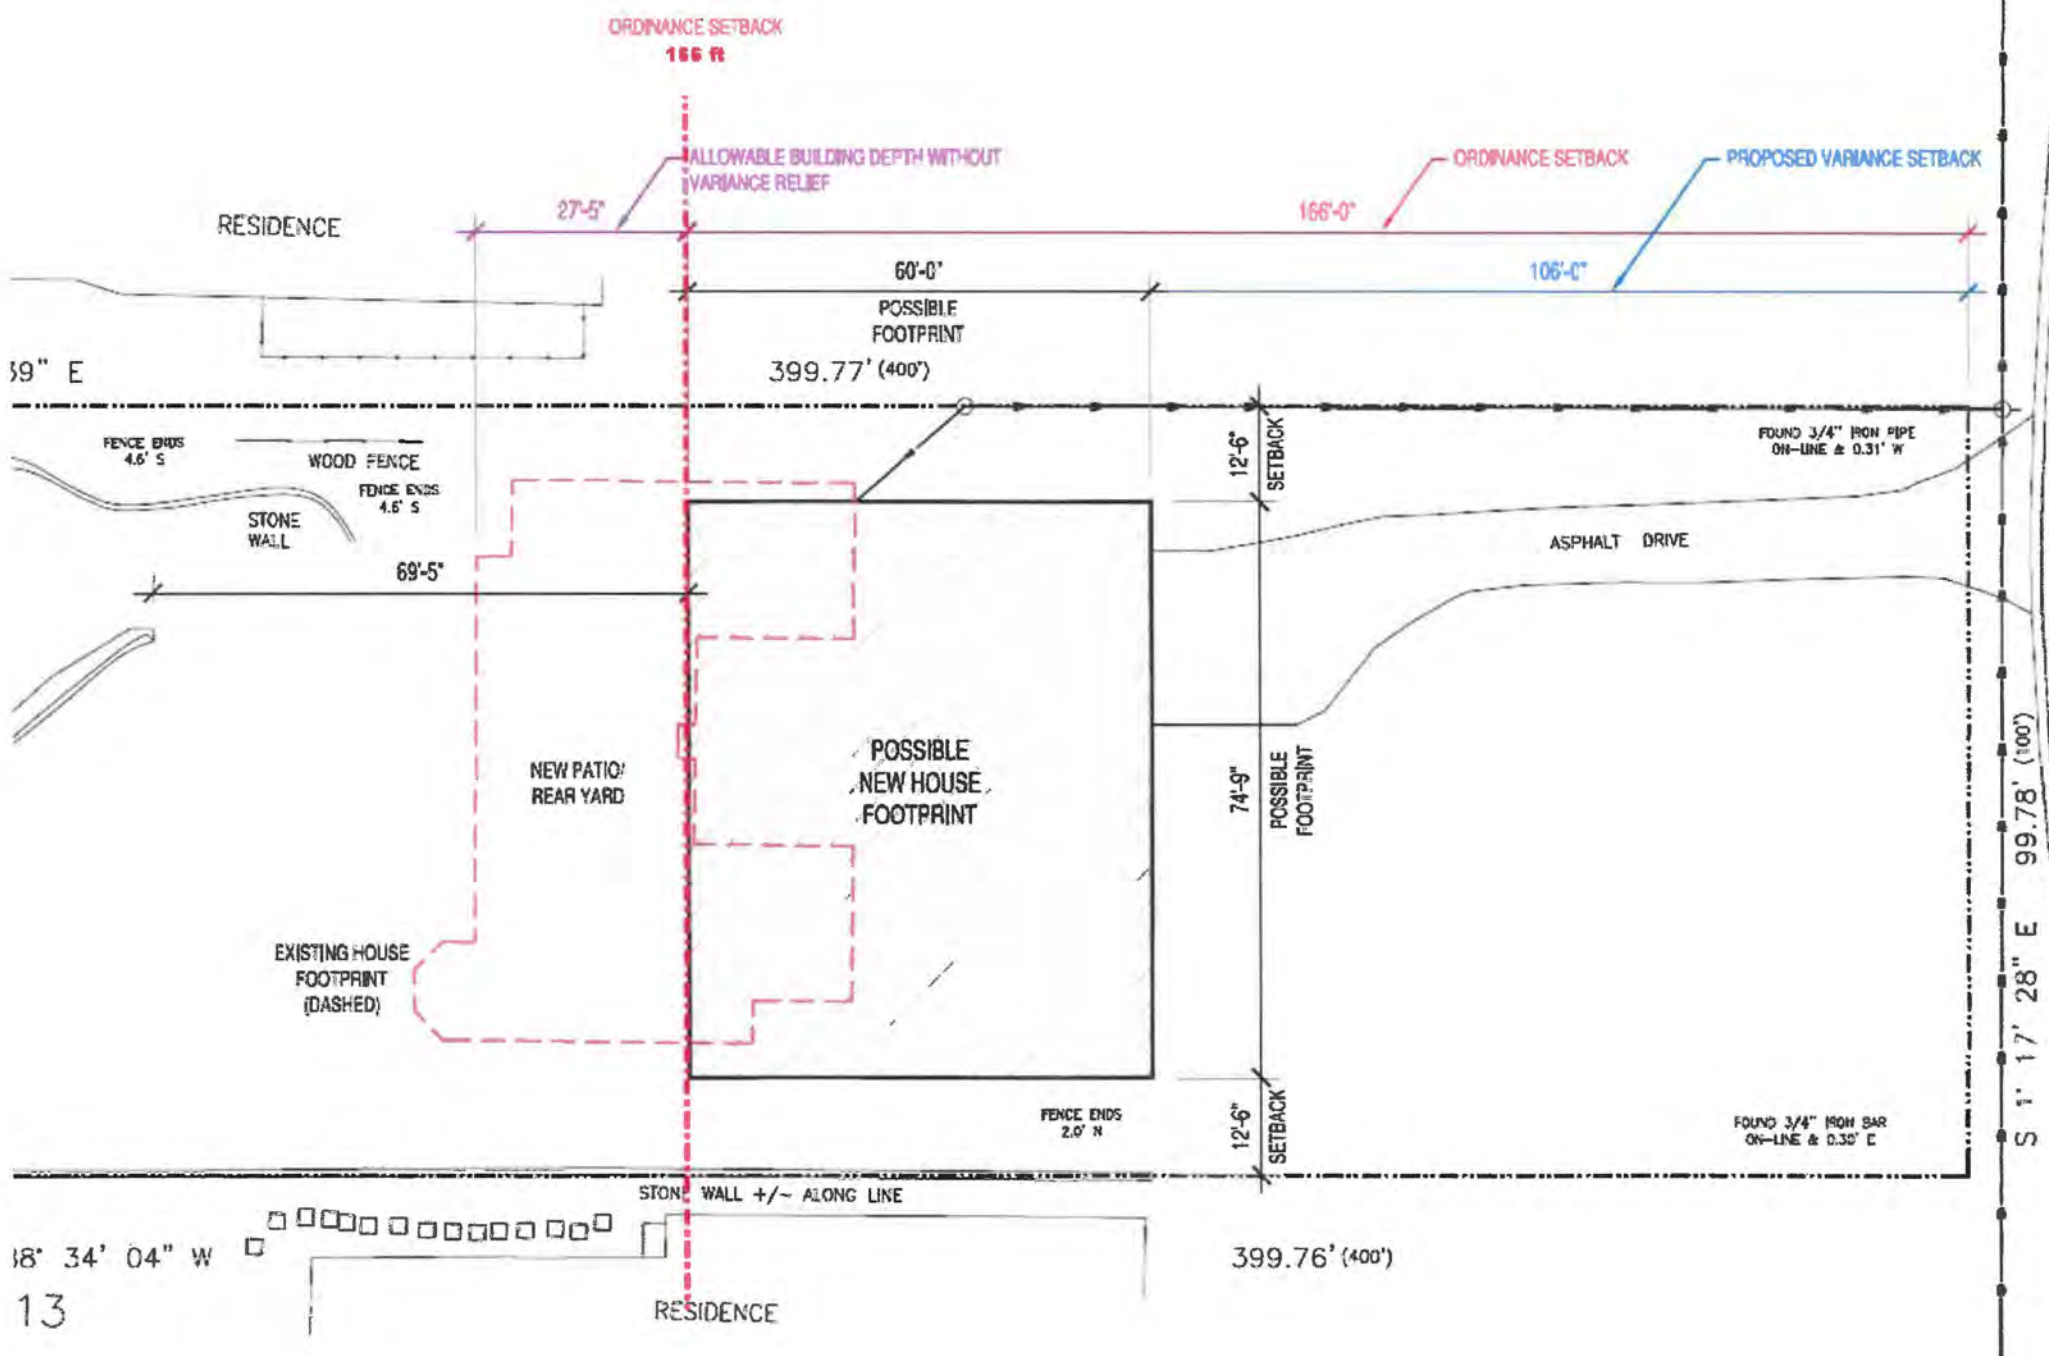 ORDINANCE SETBACK
166 ft
ALLOWABLE BUILDING DEPTH WITHOUT
VARIANCE RELIEF
ORDINANCE SETBACK
PROPOSED VARIANCE SETBACK
RESIDENCE
27'-5"
166'-0"
60'-0"
106'-0"
POSSIBLE
FOOTPRINT
39" E
399.77' (400')
FENCE ENDS
4.6' S
WOOD FENCE
FENCE ENDS
4.6' S
STONE
WALL
12'-6"
SETBACK
FOUND 3/4" IRON PIPE
ON-LINE & 0.31' W
ASPHALT DRIVE
69'-5"
NEW PATIO/
REAR YARD
POSSIBLE
NEW HOUSE
FOOTPRINT
74'-9"
POSSIBLE
FOOTPRINT
S 1° 17' 28" E 99.78' (100')
EXISTING HOUSE
FOOTPRINT
(DASHED)
FENCE ENDS
2.0' N
12'-6"
SETBACK
FOUND 3/4" IRON BAR
ON-LINE & 0.30' E
STONE WALL +/- ALONG LINE
38° 34' 04" W
399.76' (400')
13
RESIDENCE